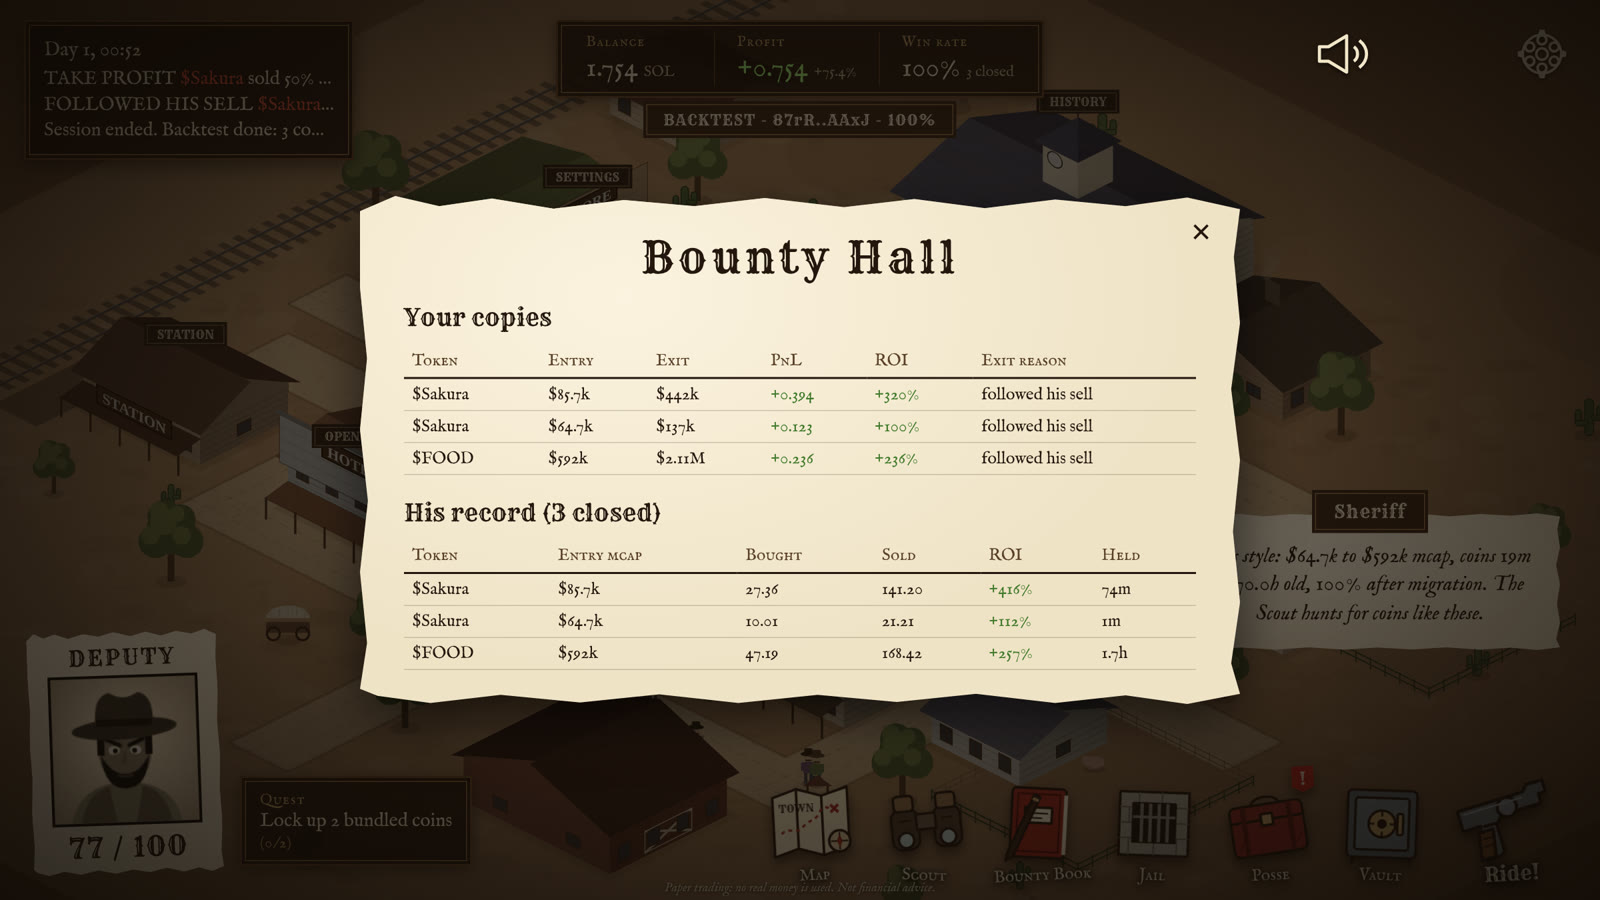 Day 1, 00:52
TAKE PROFIT $Sakura sold 50% ...
FOLLOWED HIS SELL $Sakura...
Session ended. Backtest done: 3 co...
Balance
1.754 SOL
Profit
+0.754 +75.4%
Win rate
100% 3 closed
BACKTEST - 87rR..AAxJ - 100%
HISTORY
SETTINGS
STATION
STATION
OPEN
HOT
Bounty Hall
×
Your copies
Token Entry Exit PnL ROI Exit reason
$Sakura $85.7k $442k +0.394 +320% followed his sell
$Sakura $64.7k $137k +0.123 +100% followed his sell
$FOOD $592k $2.11M +0.236 +236% followed his sell
His record (3 closed)
Token Entry mcap Bought Sold ROI Held
$Sakura $85.7k 27.36 141.20 +416% 74m
$Sakura $64.7k 10.01 21.21 +112% 1m
$FOOD $592k 47.19 168.42 +257% 1.7h
Sheriff
style: $64.7k to $592k mcap, coins 19m
70.0h old, 100% after migration. The
Scout hunts for coins like these.
DEPUTY
77 / 100
Quest
Lock up 2 bundled coins
(0/2)
TOWN
!
Map
Scout
Bounty Book
Jail
Posse
Vault
Ride!
Paper trading: no real money is used. Not financial advice.